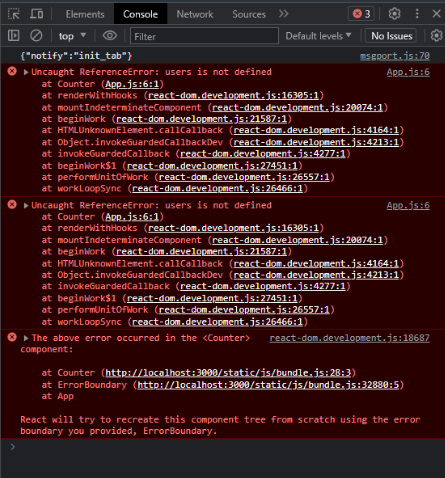 Elements Console Network Sources 3
top Filter Default levels No Issues
{"notify":"init_tab"} msgport.js:70
Uncaught ReferenceError: users is not defined App.js:6
at Counter (App.js:6:1)
at renderWithHooks (react-dom.development.js:16305:1)
at mountIndeterminateComponent (react-dom.development.js:20074:1)
at beginWork (react-dom.development.js:21587:1)
at HTMLUnknownElement.callCallback (react-dom.development.js:4164:1)
at Object.invokeGuardedCallbackDev (react-dom.development.js:4213:1)
at invokeGuardedCallback (react-dom.development.js:4277:1)
at beginWork$1 (react-dom.development.js:27451:1)
at performUnitOfWork (react-dom.development.js:26557:1)
at workLoopSync (react-dom.development.js:26466:1)
Uncaught ReferenceError: users is not defined App.js:6
at Counter (App.js:6:1)
at renderWithHooks (react-dom.development.js:16305:1)
at mountIndeterminateComponent (react-dom.development.js:20074:1)
at beginWork (react-dom.development.js:21587:1)
at HTMLUnknownElement.callCallback (react-dom.development.js:4164:1)
at Object.invokeGuardedCallbackDev (react-dom.development.js:4213:1)
at invokeGuardedCallback (react-dom.development.js:4277:1)
at beginWork$1 (react-dom.development.js:27451:1)
at performUnitOfWork (react-dom.development.js:26557:1)
at workLoopSync (react-dom.development.js:26466:1)
The above error occurred in the <Counter> react-dom.development.js:18687
component:
at Counter (http://localhost:3000/static/js/bundle.js:28:3)
at ErrorBoundary (http://localhost:3000/static/js/bundle.js:32880:5)
at App
React will try to recreate this component tree from scratch using the error
boundary you provided, ErrorBoundary.